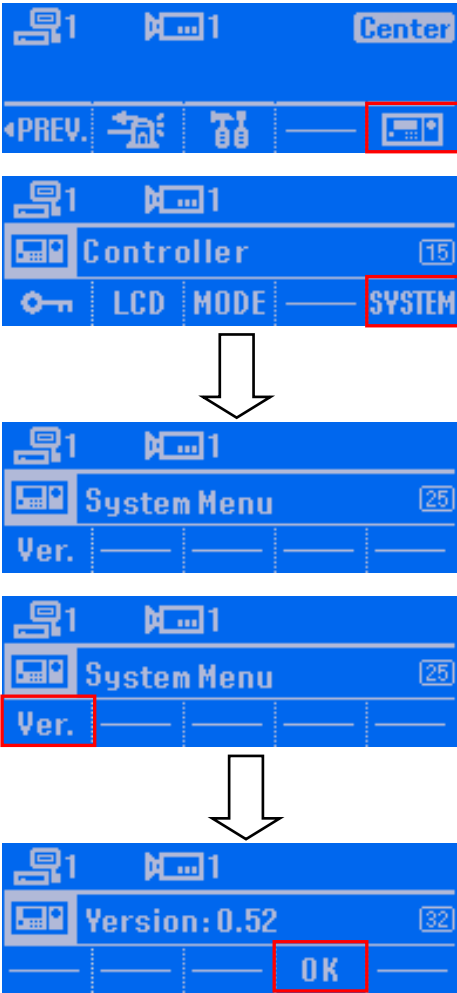 1 1 Center
◂PREV.
1 1
Controller 15
LCD MODE SYSTEM
1 1
System Menu 25
Ver.
1 1
System Menu 25
Ver.
1 1
Version: 0.52 32
OK